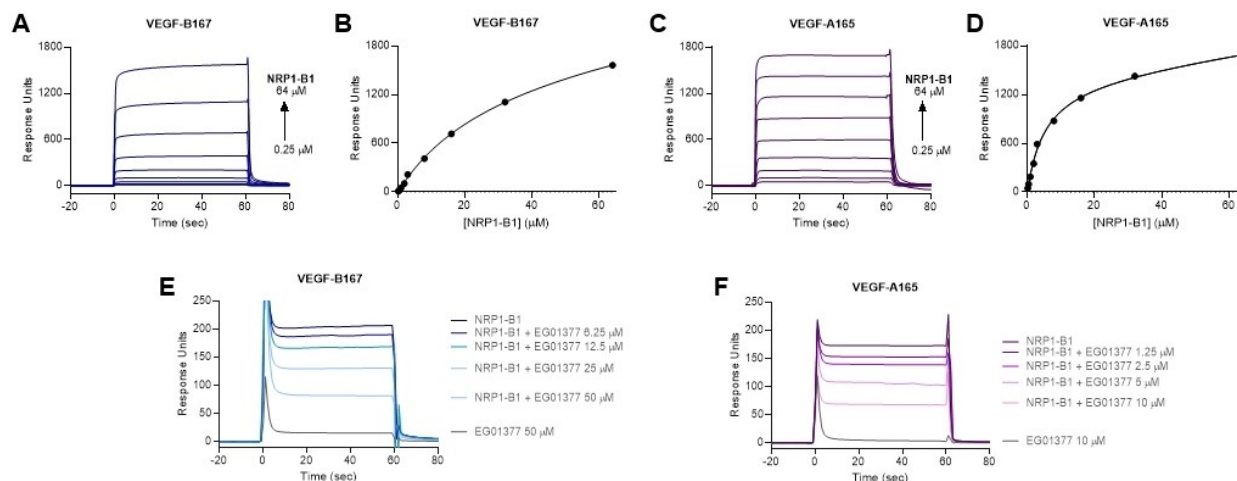 A
VEGF-B167
Response Units
1800
1200
600
0
NRP1-B1
64 μM
0.25 μM
-20 0 20 40 60 80
Time (sec)
B
VEGF-B167
Response Units
1800
1200
600
0
0 20 40 60
[NRP1-B1] (μM)
C
VEGF-A165
Response Units
1800
1200
600
0
NRP1-B1
64 μM
0.25 μM
-20 0 20 40 60 80
Time (sec)
D
VEGF-A165
Response Units
1800
1200
600
0
0 20 40 60
[NRP1-B1] (μM)
E
VEGF-B167
Response Units
250
200
150
100
50
0
-20 0 20 40 60 80
Time (sec)
NRP1-B1
NRP1-B1 + EG01377 6.25 μM
NRP1-B1 + EG01377 12.5 μM
NRP1-B1 + EG01377 25 μM
NRP1-B1 + EG01377 50 μM
EG01377 50 μM
F
VEGF-A165
Response Units
250
200
150
100
50
0
-20 0 20 40 60 80
Time (sec)
NRP1-B1
NRP1-B1 + EG01377 1.25 μM
NRP1-B1 + EG01377 2.5 μM
NRP1-B1 + EG01377 5 μM
NRP1-B1 + EG01377 10 μM
EG01377 10 μM